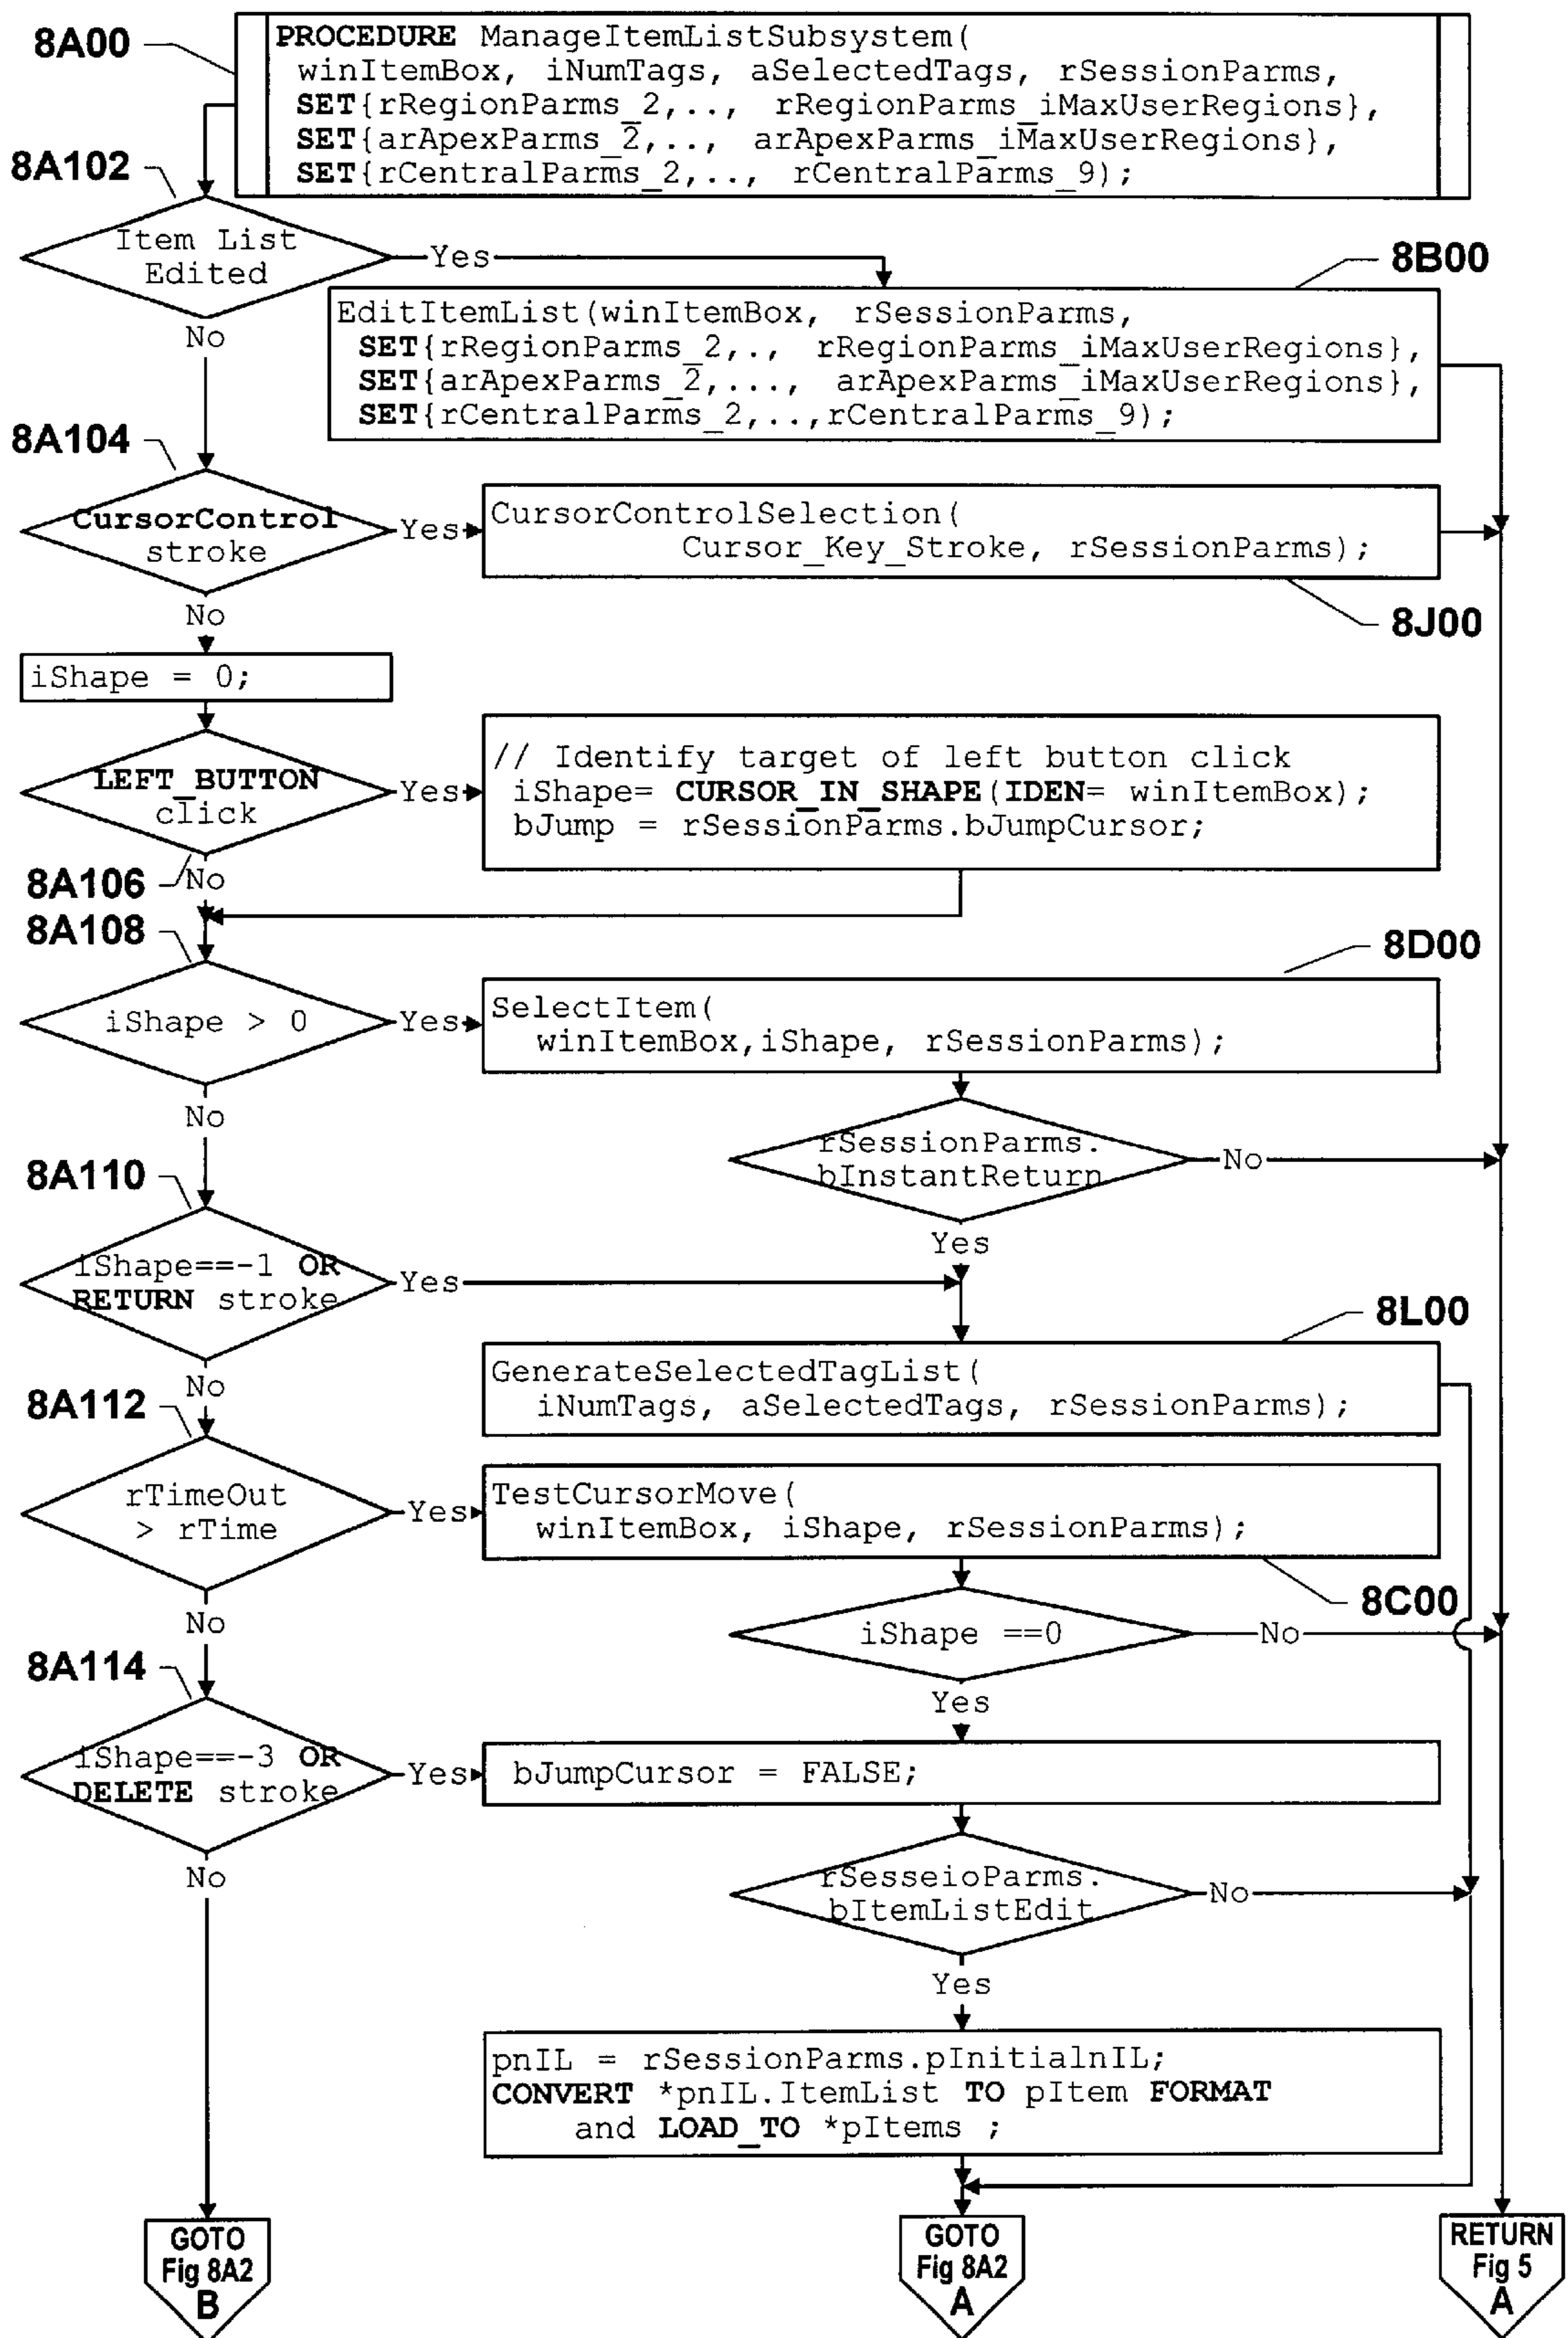 8A00
PROCEDURE ManageItemListSubsystem(
winItemBox, iNumTags, aSelectedTags, rSessionParms,
SET{rRegionParms_2,.., rRegionParms_iMaxUserRegions},
SET{arApexParms_2,.., arApexParms_iMaxUserRegions},
SET{rCentralParms_2,.., rCentralParms_9);
8A102
Item List
Edited
Yes
No
8B00
EditItemList(winItemBox, rSessionParms,
SET{rRegionParms_2,., rRegionParms_iMaxUserRegions},
SET{arApexParms_2,..., arApexParms_iMaxUserRegions},
SET{rCentralParms_2,..,rCentralParms_9);
8A104
CursorControl
stroke
Yes
No
CursorControlSelection(
Cursor_Key_Stroke, rSessionParms);
8J00
iShape = 0;
LEFT_BUTTON
click
Yes
// Identify target of left button click
iShape= CURSOR_IN_SHAPE(IDEN= winItemBox);
bJump = rSessionParms.bJumpCursor;
8A106
No
8A108
iShape > 0
Yes
No
8D00
SelectItem(
winItemBox,iShape, rSessionParms);
rSessionParms.
bInstantReturn
No
Yes
8A110
iShape==-1 OR
RETURN stroke
Yes
No
8L00
GenerateSelectedTagList(
iNumTags, aSelectedTags, rSessionParms);
8A112
rTimeOut
> rTime
Yes
No
TestCursorMove(
winItemBox, iShape, rSessionParms);
8C00
iShape ==0
No
Yes
8A114
iShape==-3 OR
DELETE stroke
Yes
No
bJumpCursor = FALSE;
rSesseioParms.
bItemListEdit
No
Yes
pnIL = rSessionParms.pInitialnIL;
CONVERT *pnIL.ItemList TO pItem FORMAT
and LOAD_TO *pItems ;
GOTO
Fig 8A2
B
GOTO
Fig 8A2
A
RETURN
Fig 5
A